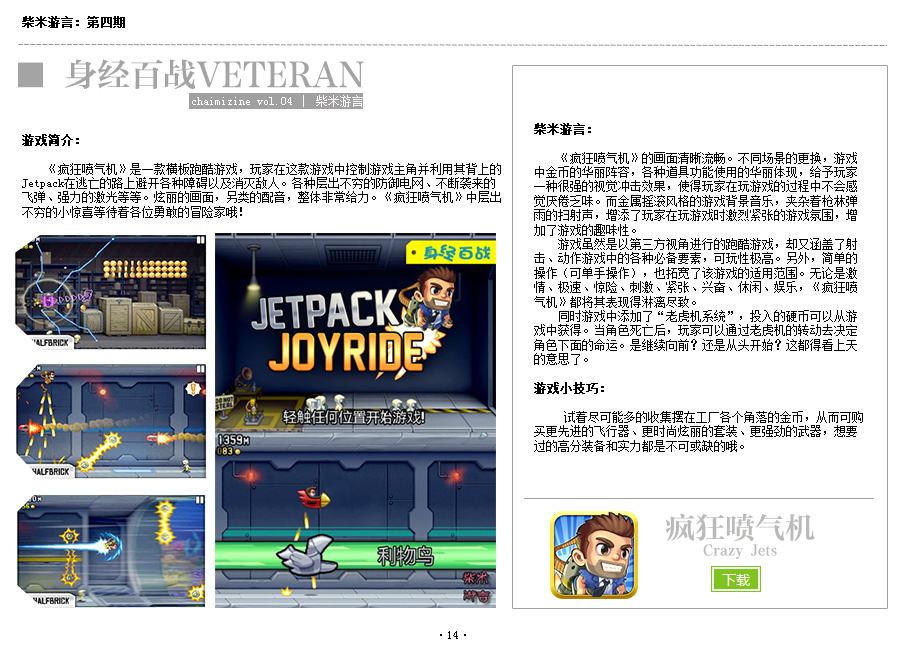 柴米游言：第四期
身经百战VETERAN
chaimizine vol.04 | 柴米游言
游戏简介：
《疯狂喷气机》是一款横板跑酷游戏，玩家在这款游戏中控制游戏主角并利用其背上的
Jetpack在逃亡的路上避开各种障碍以及消灭敌人。各种层出不穷的防御电网、不断袭来的
飞弹、强力的激光等等。炫丽的画面，另类的配音，整体非常给力。《疯狂喷气机》中层出
不穷的小惊喜等待着各位勇敢的冒险家哦！
HALFBRICK
HALFBRICK
HALFBRICK
身经百战
JETPACK
JOYRIDE
DO NOT
STEAL
轻触任何位置开始游戏!
1359M
083
利物鸟
柴米
游言
柴米游言：
《疯狂喷气机》的画面清晰流畅。不同场景的更换，游戏
中金币的华丽阵容，各种道具功能使用的华丽体现，给予玩家
一种很强的视觉冲击效果，使得玩家在玩游戏的过程中不会感
觉厌倦乏味。而金属摇滚风格的游戏背景音乐，夹杂着枪林弹
雨的扫射声，增添了玩家在玩游戏时激烈紧张的游戏氛围，增
加了游戏的趣味性。
游戏虽然是以第三方视角进行的跑酷游戏，却又涵盖了射
击、动作游戏中的各种必备要素，可玩性极高。另外，简单的
操作（可单手操作），也拓宽了该游戏的适用范围。无论是激
情、极速、惊险、刺激、紧张、兴奋、休闲、娱乐，《疯狂喷
气机》都将其表现得淋漓尽致。
同时游戏中添加了“老虎机系统”，投入的硬币可以从游
戏中获得。当角色死亡后，玩家可以通过老虎机的转动去决定
角色下面的命运。是继续向前？还是从头开始？这都得看上天
的意思了。
游戏小技巧：
试着尽可能多的收集摆在工厂各个角落的金币，从而可购
买更先进的飞行器、更时尚炫丽的套装、更强劲的武器，想要
过的高分装备和实力都是不可或缺的哦。
疯狂喷气机
Crazy Jets
下载
· 14 ·